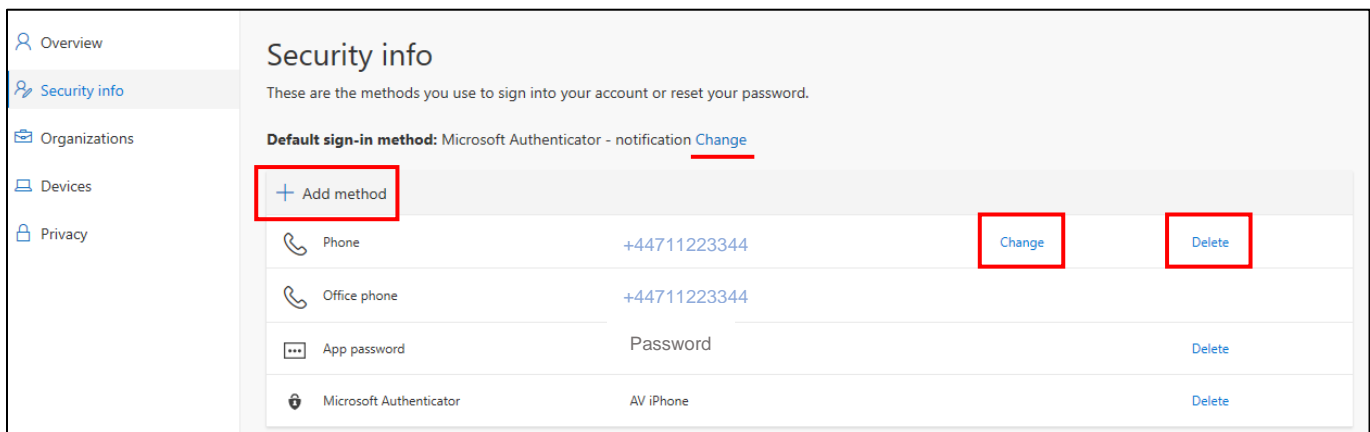 Overview
Security info
Organizations
Devices
Privacy
Security info
These are the methods you use to sign into your account or reset your password.
Default sign-in method: Microsoft Authenticator - notification Change
+ Add method
Phone +44711223344 Change Delete
Office phone +44711223344
App password Password Delete
Microsoft Authenticator AV iPhone Delete